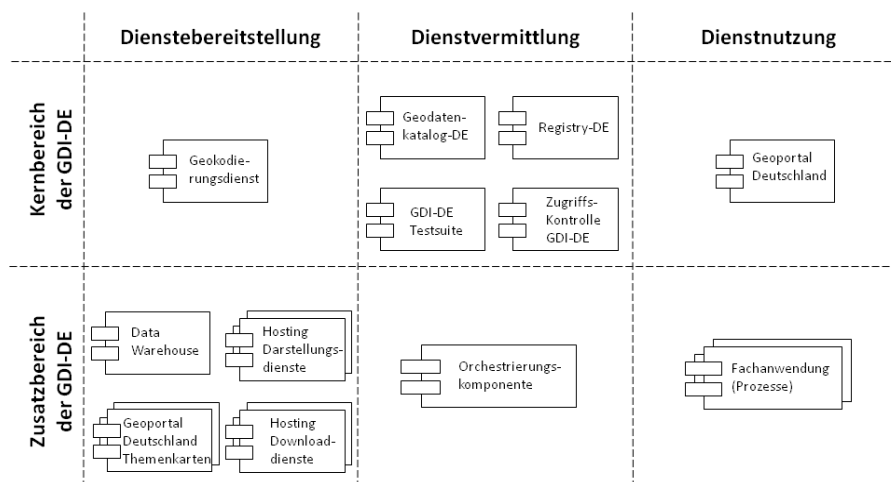 Dienstebereitstellung
Dienstvermittlung
Dienstnutzung
Kernbereich
der GDI-DE
Geokodie-
rungsdienst
Geodaten-
katalog-DE
Registry-DE
GDI-DE
Testsuite
Zugriffs-
Kontrolle
GDI-DE
Geoportal
Deutschland
Zusatzbereich
der GDI-DE
Data
Warehouse
Hosting
Darstellungs-
dienste
Geoportal
Deutschland
Themenkarten
Hosting
Download-
dienste
Orchestrierungs-
komponente
Fachanwendung
(Prozesse)